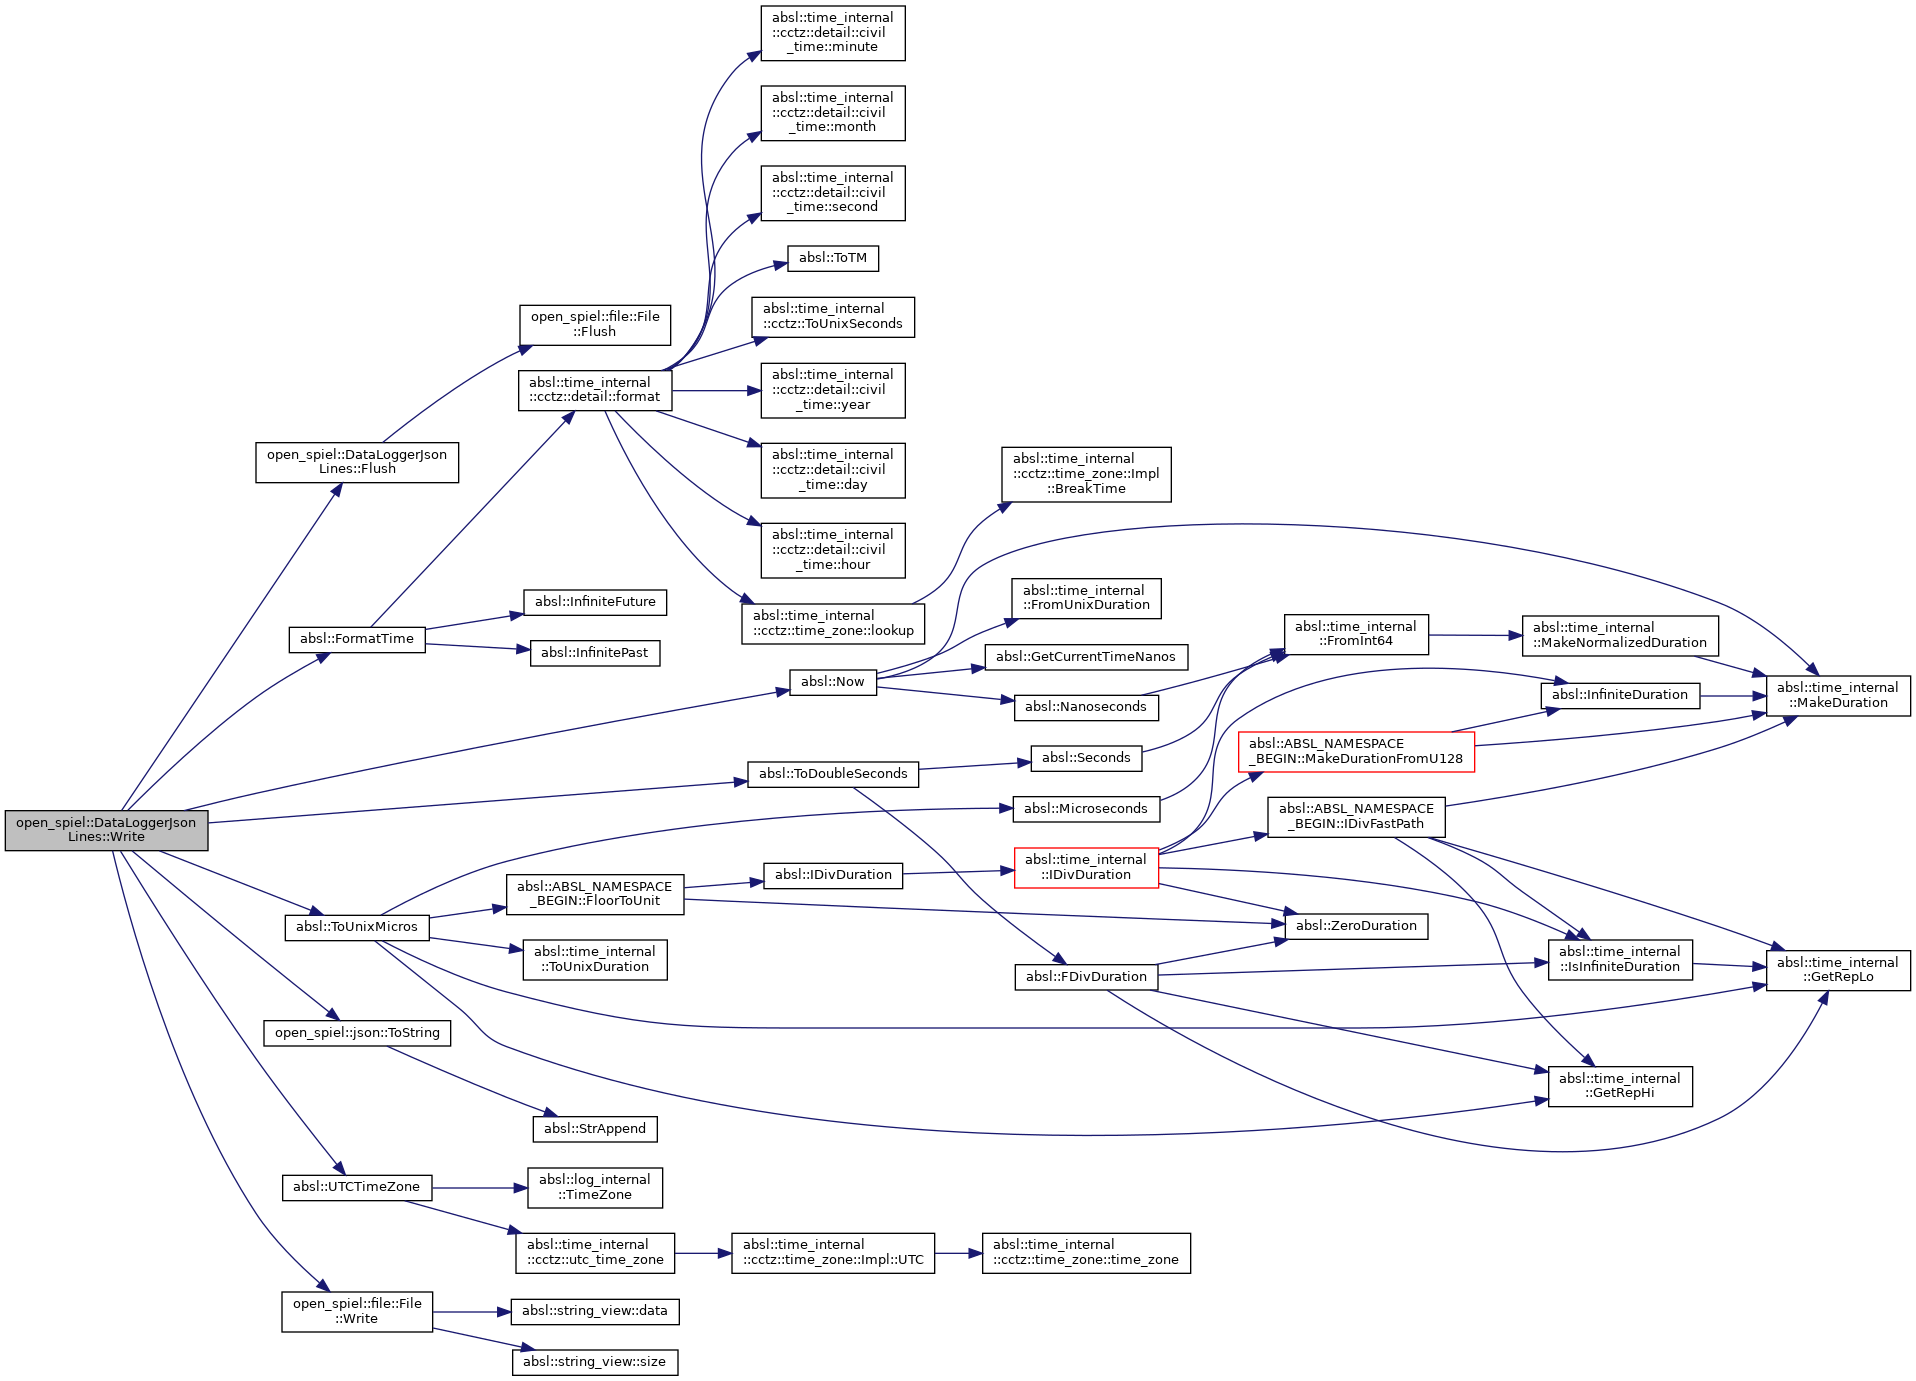 absl::time_internal
::cctz::detail::civil
_time::minute
absl::time_internal
::cctz::detail::civil
_time::month
absl::time_internal
::cctz::detail::civil
_time::second
absl::ToTM
absl::time_internal
::cctz::ToUnixSeconds
open_spiel::file::File
::Flush
absl::time_internal
::cctz::detail::format
absl::time_internal
::cctz::detail::civil
_time::year
open_spiel::DataLoggerJson
Lines::Flush
absl::time_internal
::cctz::detail::civil
_time::day
absl::time_internal
::cctz::time_zone::Impl
::BreakTime
absl::time_internal
::cctz::detail::civil
_time::hour
absl::InfiniteFuture
absl::time_internal
::FromUnixDuration
absl::FormatTime
absl::InfinitePast
absl::time_internal
::cctz::time_zone::lookup
absl::time_internal
::FromInt64
absl::time_internal
::MakeNormalizedDuration
absl::GetCurrentTimeNanos
absl::Now
absl::Nanoseconds
absl::InfiniteDuration
absl::time_internal
::MakeDuration
absl::ABSL_NAMESPACE
_BEGIN::MakeDurationFromU128
absl::Seconds
absl::ToDoubleSeconds
absl::Microseconds
absl::ABSL_NAMESPACE
_BEGIN::IDivFastPath
open_spiel::DataLoggerJson
Lines::Write
absl::IDivDuration
absl::time_internal
::IDivDuration
absl::ABSL_NAMESPACE
_BEGIN::FloorToUnit
absl::ToUnixMicros
absl::ZeroDuration
absl::time_internal
::ToUnixDuration
absl::time_internal
::IsInfiniteDuration
absl::time_internal
::GetRepLo
absl::FDivDuration
open_spiel::json::ToString
absl::time_internal
::GetRepHi
absl::StrAppend
absl::UTCTimeZone
absl::log_internal
::TimeZone
absl::time_internal
::cctz::utc_time_zone
absl::time_internal
::cctz::time_zone::Impl::UTC
absl::time_internal
::cctz::time_zone::time_zone
open_spiel::file::File
::Write
absl::string_view::data
absl::string_view::size